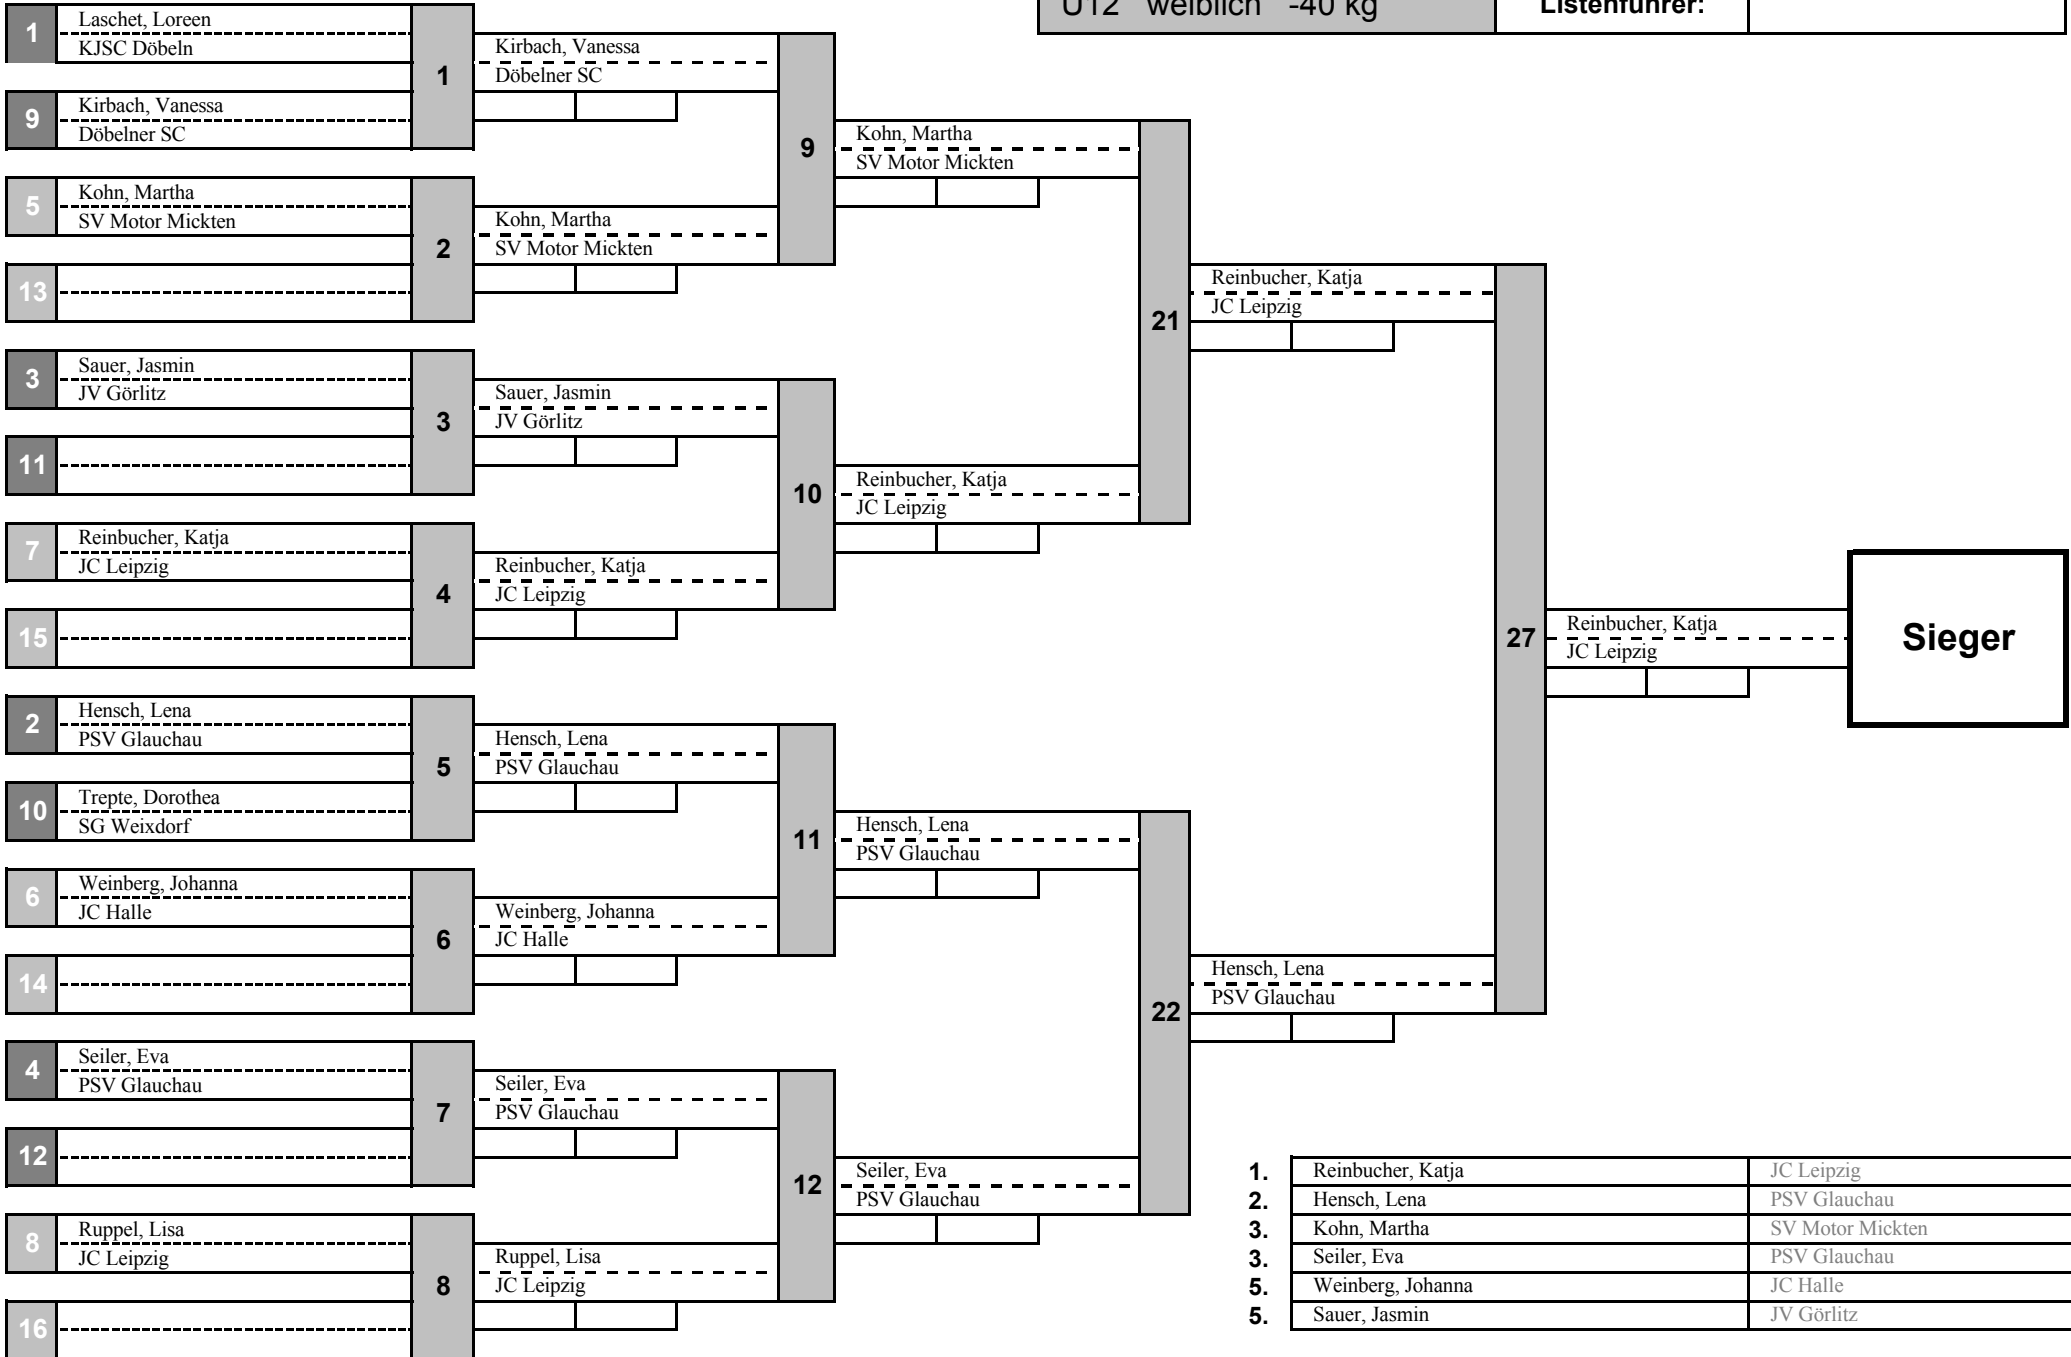 U12 weiblich -40 kg
Listenführer:
1
Laschet, Loreen
KJSC Döbeln
9
Kirbach, Vanessa
Döbelner SC
5
Kohn, Martha
SV Motor Mickten
13
3
Sauer, Jasmin
JV Görlitz
11
7
Reinbucher, Katja
JC Leipzig
15
2
Hensch, Lena
PSV Glauchau
10
Trepte, Dorothea
SG Weixdorf
6
Weinberg, Johanna
JC Halle
14
4
Seiler, Eva
PSV Glauchau
12
8
Ruppel, Lisa
JC Leipzig
16
1
Kirbach, Vanessa
Döbelner SC
2
Kohn, Martha
SV Motor Mickten
3
Sauer, Jasmin
JV Görlitz
4
Reinbucher, Katja
JC Leipzig
5
Hensch, Lena
PSV Glauchau
6
Weinberg, Johanna
JC Halle
7
Seiler, Eva
PSV Glauchau
8
Ruppel, Lisa
JC Leipzig
9
Kohn, Martha
SV Motor Mickten
10
Reinbucher, Katja
JC Leipzig
11
Hensch, Lena
PSV Glauchau
12
Seiler, Eva
PSV Glauchau
21
Reinbucher, Katja
JC Leipzig
22
Hensch, Lena
PSV Glauchau
27
Reinbucher, Katja
JC Leipzig
Sieger
1. Reinbucher, Katja JC Leipzig
2. Hensch, Lena PSV Glauchau
3. Kohn, Martha SV Motor Mickten
3. Seiler, Eva PSV Glauchau
5. Weinberg, Johanna JC Halle
5. Sauer, Jasmin JV Görlitz